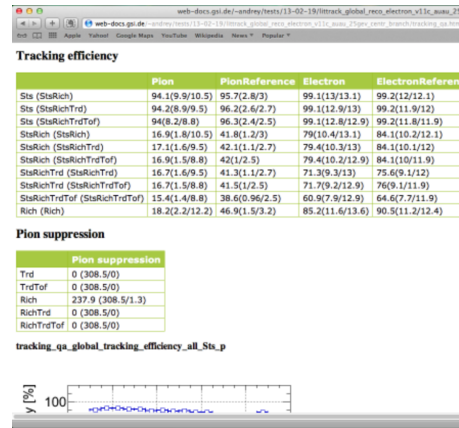 web-docs.gsi.de/~andrey/tests/13-02-19/littrack_global_reco_electron_v11c_auau_25
web-docs.gsi.de/~andrey/tests/13-02-19/littrack_global_reco_electron_v11c_auau_25gev_centr_branch/tracking_qa.htm
Apple Yahoo! Google Maps YouTube Wikipedia News Popular
Tracking efficiency
Pion PionReference Electron ElectronReferen
Sts (StsRich) 94.1(9.9/10.5) 95.7(2.8/3) 99.1(13/13.1) 99.2(12/12.1)
Sts (StsRichTrd) 94.2(8.9/9.5) 96.2(2.6/2.7) 99.1(12.9/13) 99.2(11.9/12)
Sts (StsRichTrdTof) 94(8.2/8.8) 96.3(2.4/2.5) 99.1(12.8/12.9) 99.2(11.8/11.9)
StsRich (StsRich) 16.9(1.8/10.5) 41.8(1.2/3) 79(10.4/13.1) 84.1(10.2/12.1)
StsRich (StsRichTrd) 17.1(1.6/9.5) 42.1(1.1/2.7) 79.4(10.3/13) 84.1(10.1/12)
StsRich (StsRichTrdTof) 16.9(1.5/8.8) 42(1/2.5) 79.4(10.2/12.9) 84.1(10/11.9)
StsRichTrd (StsRichTrd) 16.7(1.6/9.5) 41.3(1.1/2.7) 71.3(9.3/13) 75.6(9.1/12)
StsRichTrd (StsRichTrdTof) 16.7(1.5/8.8) 41.5(1/2.5) 71.7(9.2/12.9) 76(9.1/11.9)
StsRichTrdTof (StsRichTrdTof) 15.4(1.4/8.8) 38.6(0.96/2.5) 60.9(7.9/12.9) 64.6(7.7/11.9)
Rich (Rich) 18.2(2.2/12.2) 46.9(1.5/3.2) 85.2(11.6/13.6) 90.5(11.2/12.4)
Pion suppression
Pion suppression
Trd 0 (308.5/0)
TrdTof 0 (308.5/0)
Rich 237.9 (308.5/1.3)
RichTrd 0 (308.5/0)
RichTrdTof 0 (308.5/0)
tracking_qa_global_tracking_efficiency_all_Sts_p
y [%]
100